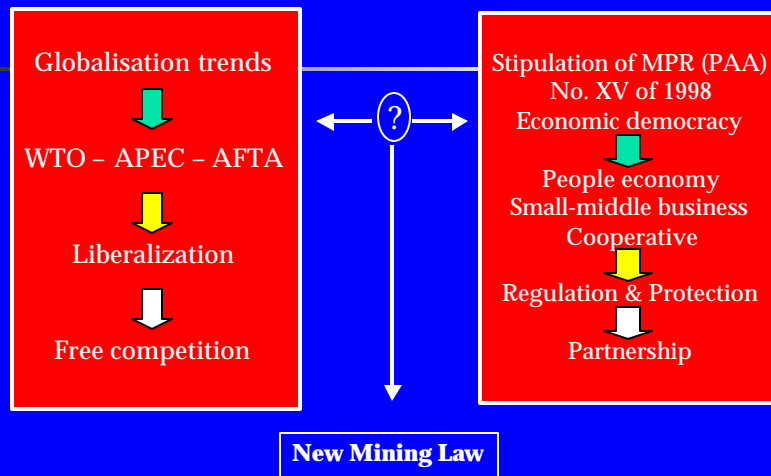 Globalisation trends
WTO – APEC – AFTA
Liberalization
Free competition
?
Stipulation of MPR (PAA)
No. XV of 1998
Economic democracy
People economy
Small-middle business
Cooperative
Regulation & Protection
Partnership
New Mining Law